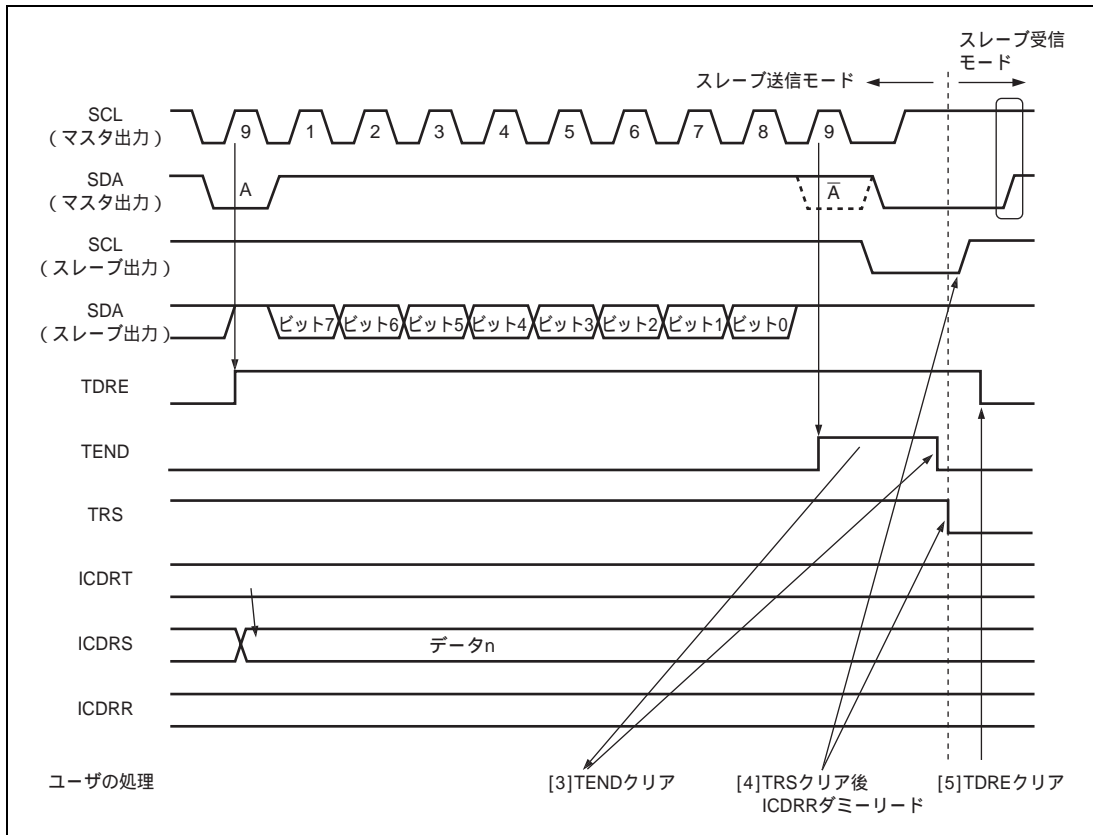 スレーブ受信
モード
スレーブ送信モード
SCL
(マスタ出力)
9 1 2 3 4 5 6 7 8 9
SDA
(マスタ出力)
A
A̅
SCL
(スレーブ出力)
SDA
(スレーブ出力)
ビット7 ビット6 ビット5 ビット4 ビット3 ビット2 ビット1 ビット0
TDRE
TEND
TRS
ICDRT
ICDRS
データn
ICDRR
ユーザの処理
[3]TENDクリア
[4]TRSクリア後
ICDRRダミーリード
[5]TDREクリア